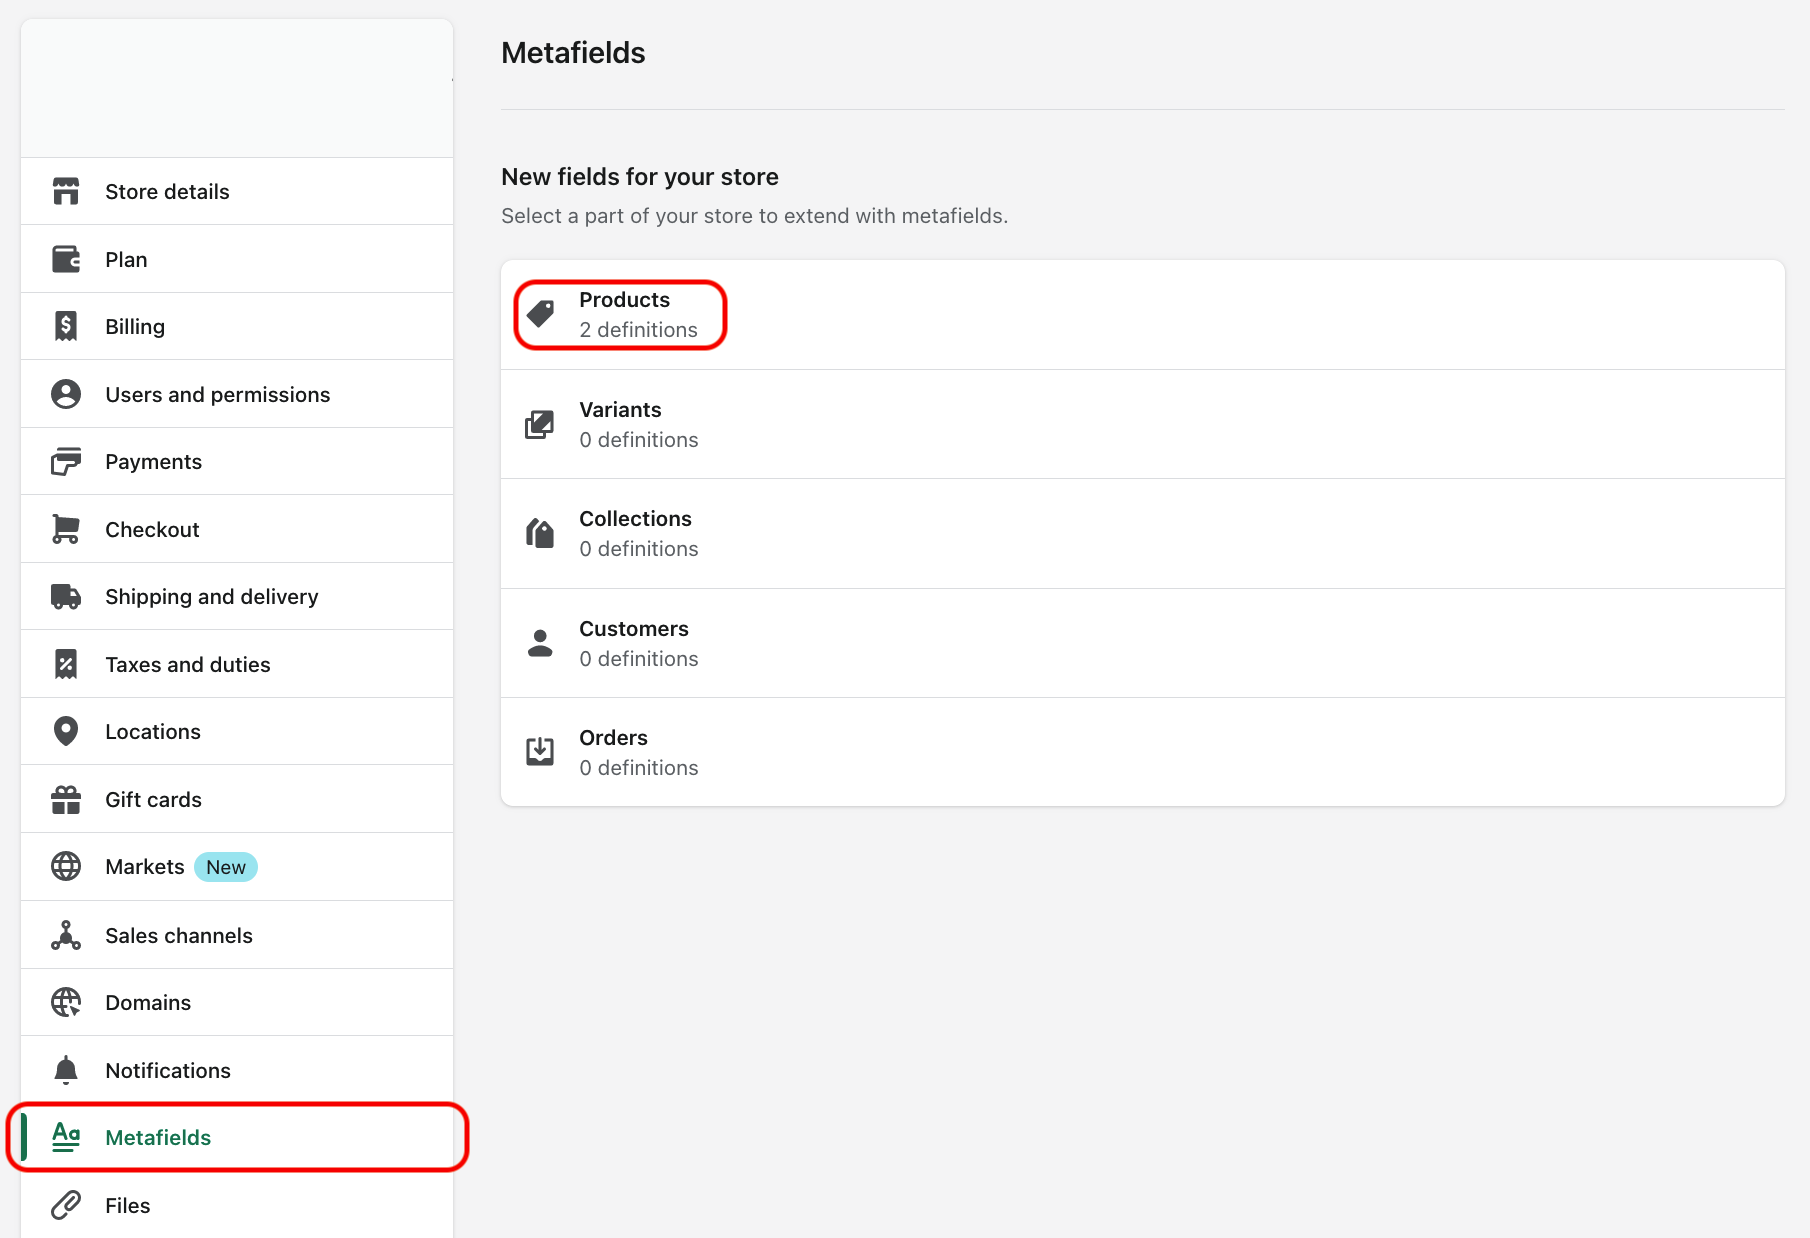 Store details
Plan
Billing
Users and permissions
Payments
Checkout
Shipping and delivery
Taxes and duties
Locations
Gift cards
Markets New
Sales channels
Domains
Notifications
Metafields
Files
Metafields
New fields for your store
Select a part of your store to extend with metafields.
Products
2 definitions
Variants
0 definitions
Collections
0 definitions
Customers
0 definitions
Orders
0 definitions